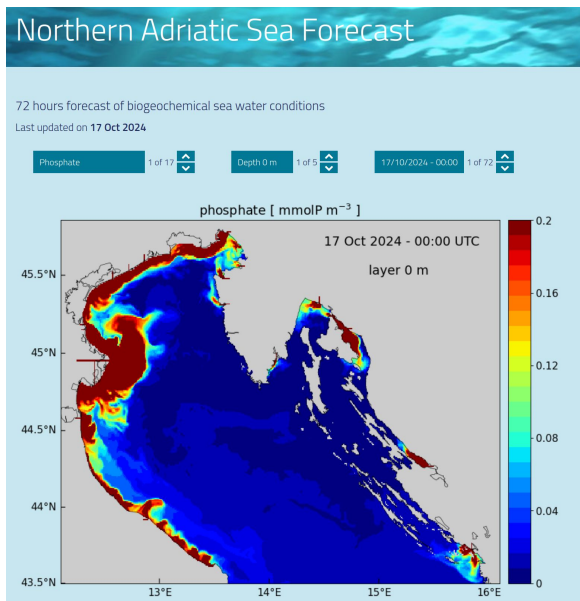 Northern Adriatic Sea Forecast
72 hours forecast of biogeochemical sea water conditions
Last updated on 17 Oct 2024
Phosphate 1 of 17 Depth 0 m 1 of 5 17/10/2024 - 00:00 1 of 72
phosphate [ mmolP m⁻³ ]
17 Oct 2024 - 00:00 UTC
layer 0 m
0.2
45.5°N
0.16
45°N
0.12
44.5°N
0.08
44°N
0.04
43.5°N
0
13°E 14°E 15°E 16°E